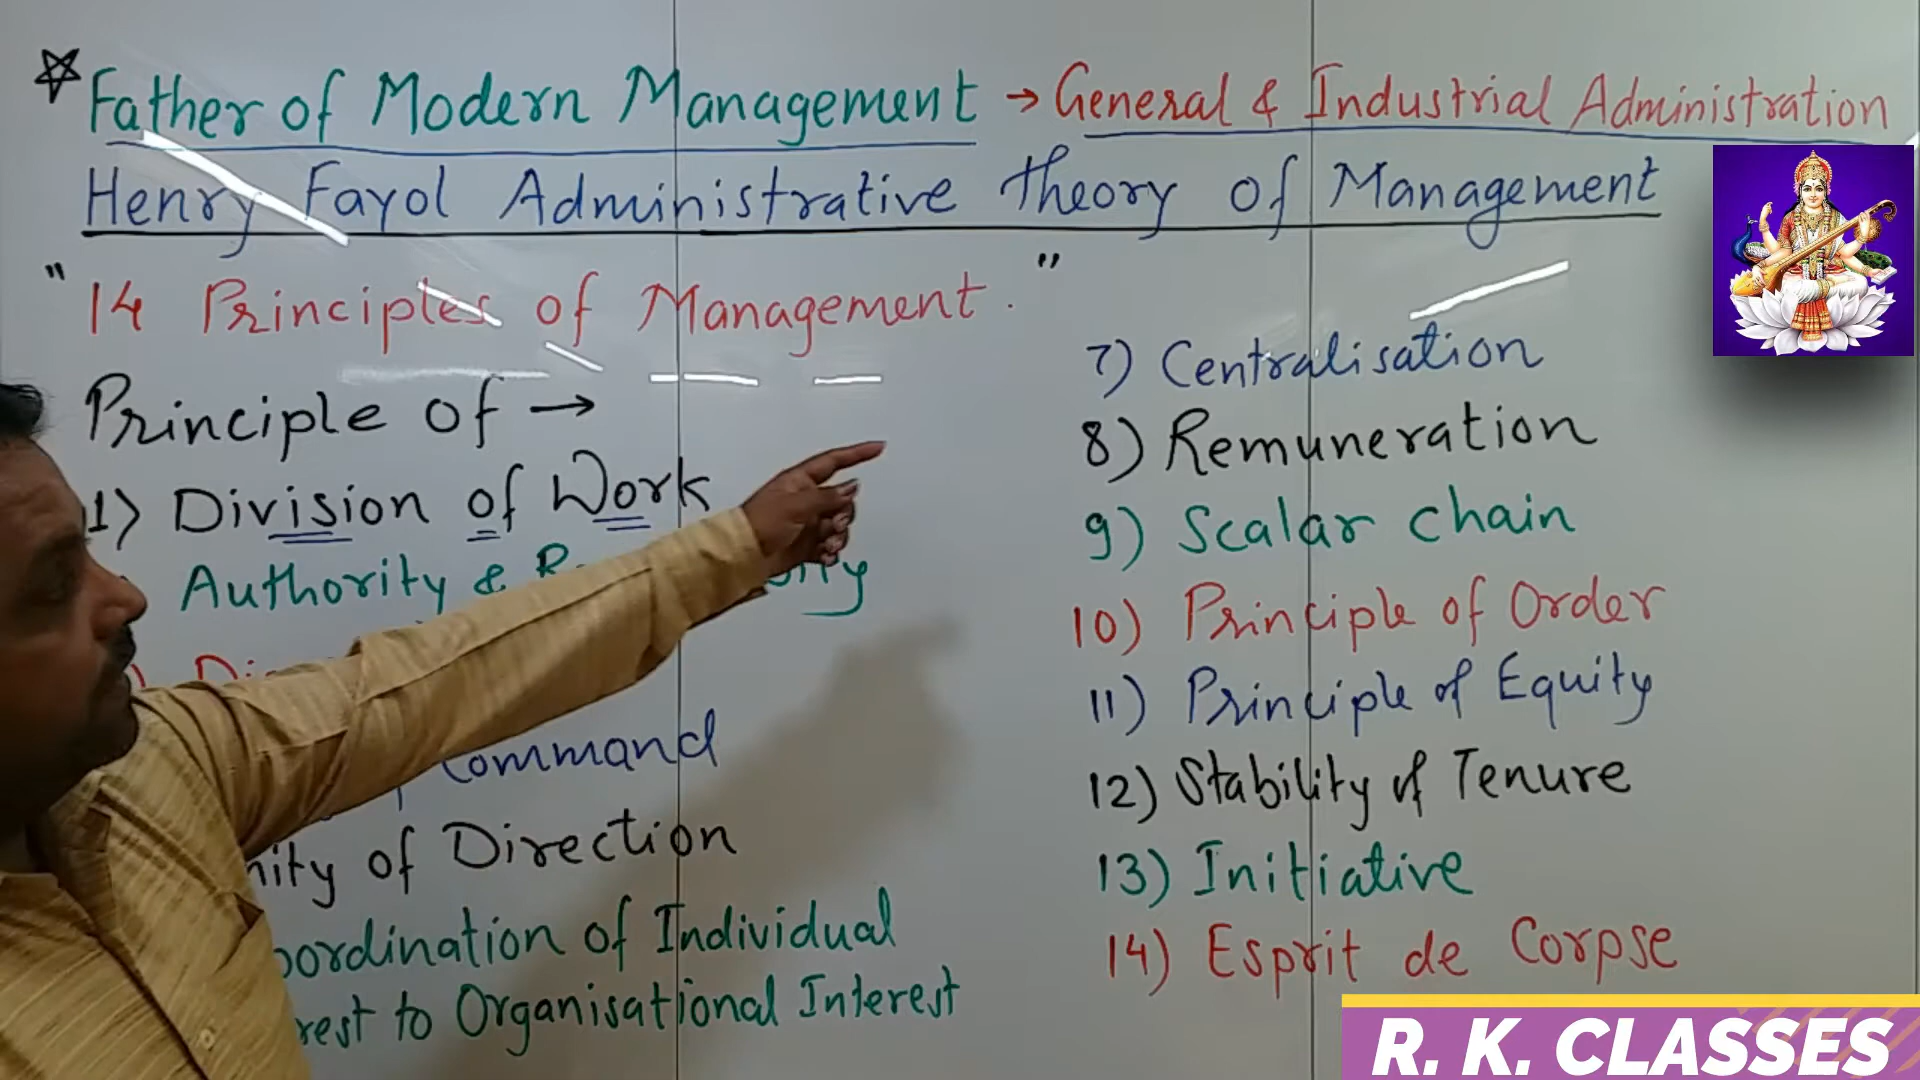 Father of Modern Management → General & Industrial Administration
Henry Fayol Administrative Theory of Management
"14 Principles of Management."
Principle of →
1) Division of Work
Authority &
Command
of Direction
of Individual
to Organisational Interest
7) Centralisation
8) Remuneration
9) Scalar chain
10) Principle of Order
11) Principle of Equity
12) Stability of Tenure
13) Initiative
14) Esprit de Corpse
R. K. CLASSES